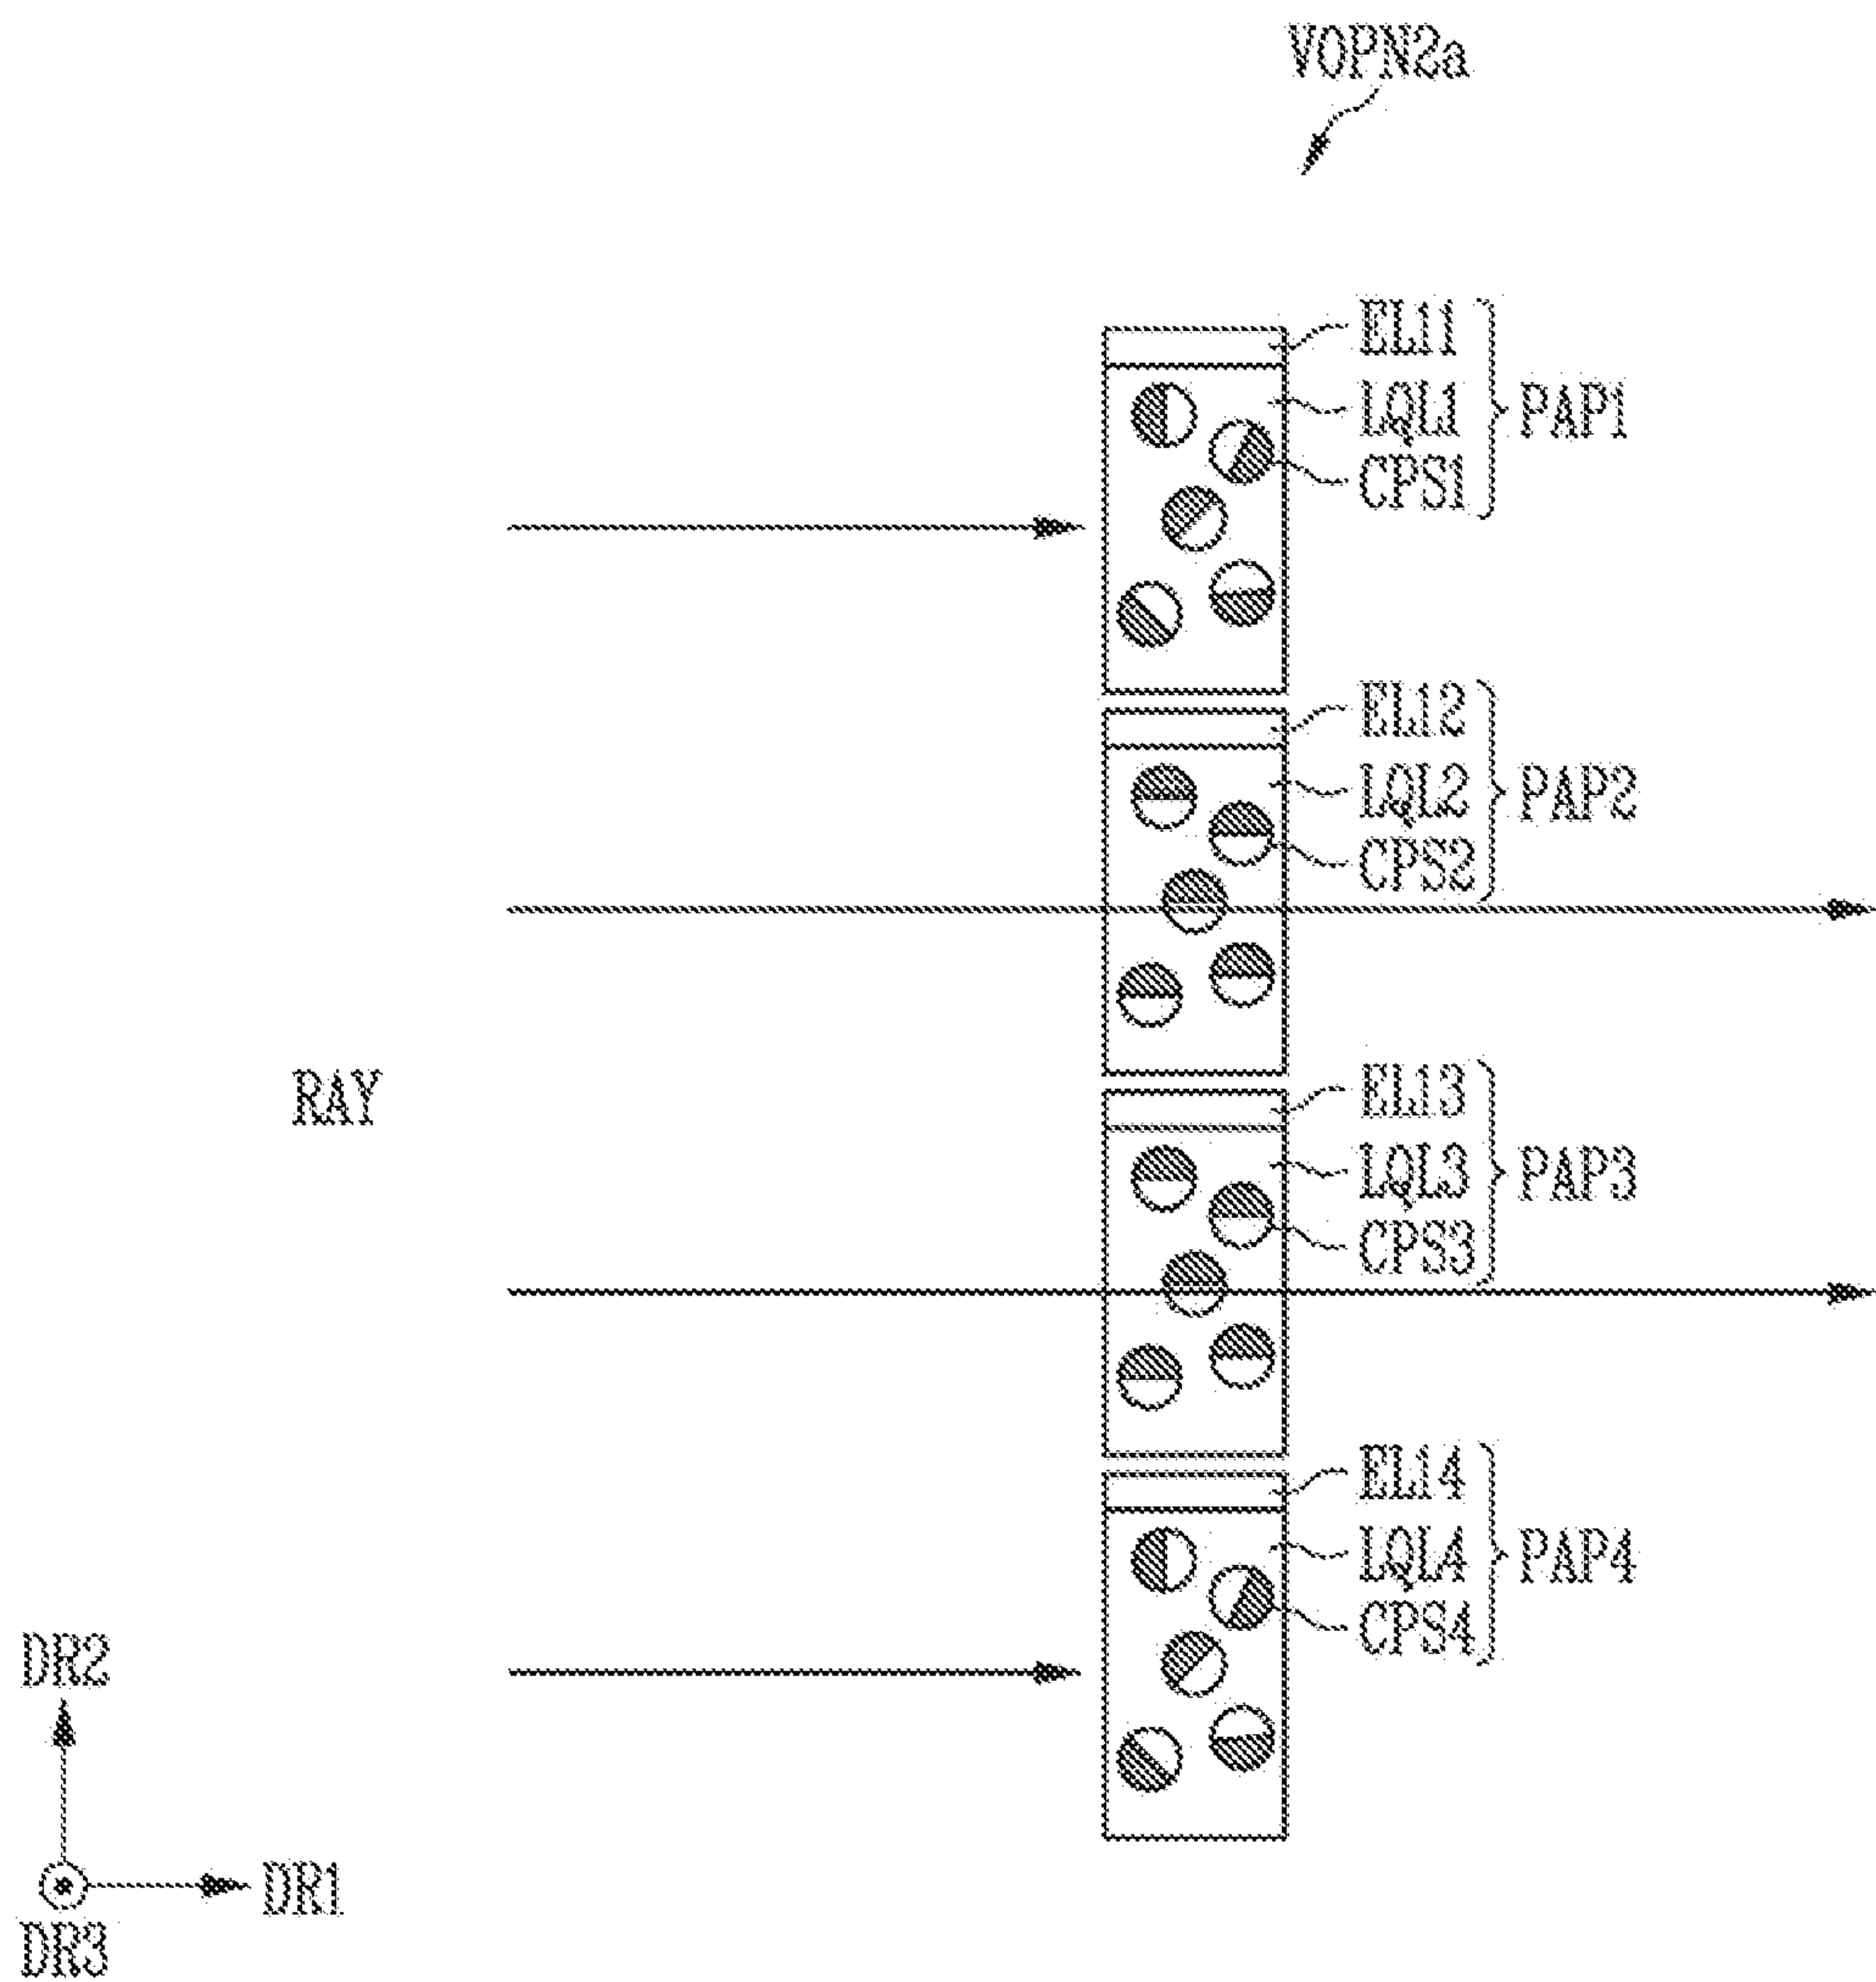 VOPN2a
EL11
LQL1
CPS1
PAP1
EL12
LQL2
CPS2
PAP2
RAY
EL13
LQL3
CPS3
PAP3
EL14
LQL4
CPS4
PAP4
DR2
DR1
DR3